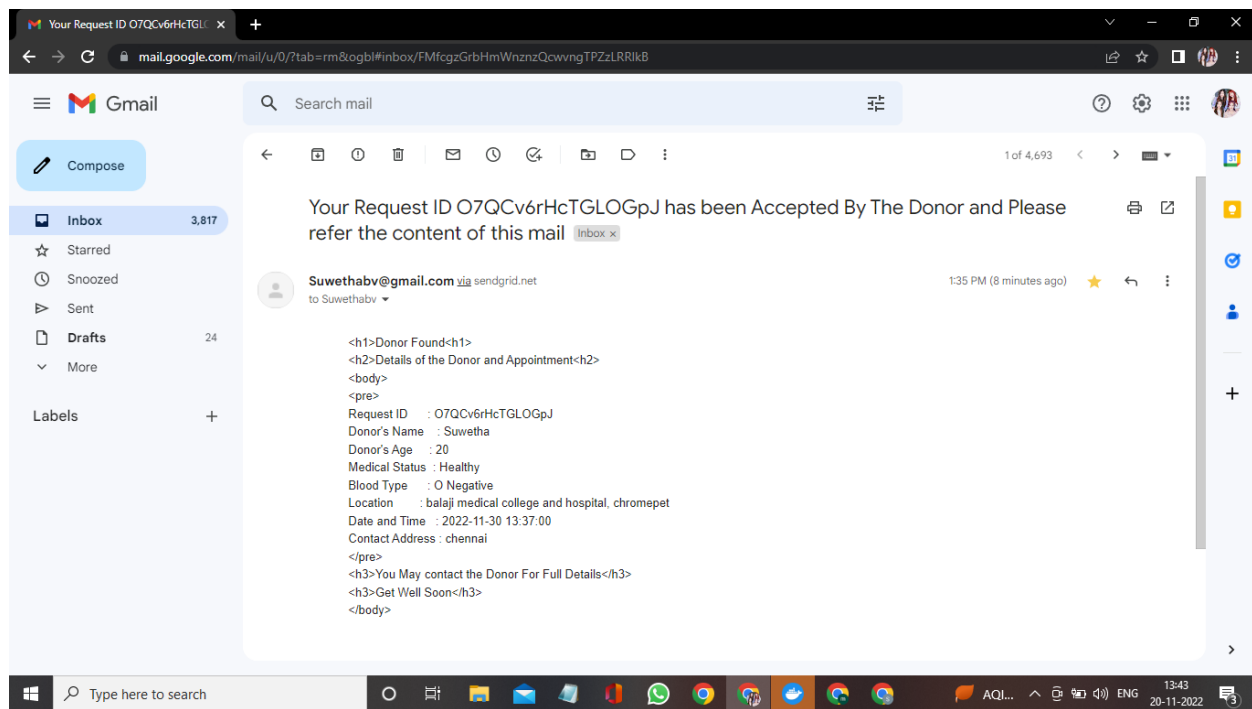 Your Request ID O7QCv6rHcTGLO
mail.google.com/mail/u/0/?tab=rm&ogbl#inbox/FMfcgzGrbHmWnznzQcwvngTPZzLRRlkB
Gmail
Search mail
Compose
1 of 4,693
31
Your Request ID O7QCv6rHcTGLOGpJ has been Accepted By The Donor and Please
refer the content of this mail Inbox ×
Inbox 3,817
Starred
Snoozed
Sent
Drafts 24
More
Labels
Suwethabv@gmail.com via sendgrid.net
1:35 PM (8 minutes ago)
to Suwethabv
<h1>Donor Found<h1>
<h2>Details of the Donor and Appointment<h2>
<body>
<pre>
Request ID : O7QCv6rHcTGLOGpJ
Donor's Name : Suwetha
Donor's Age : 20
Medical Status : Healthy
Blood Type : O Negative
Location : balaji medical college and hospital, chromepet
Date and Time : 2022-11-30 13:37:00
Contact Address : chennai
</pre>
<h3>You May contact the Donor For Full Details</h3>
<h3>Get Well Soon</h3>
</body>
Type here to search
AQI... ENG
13:43
20-11-2022
3